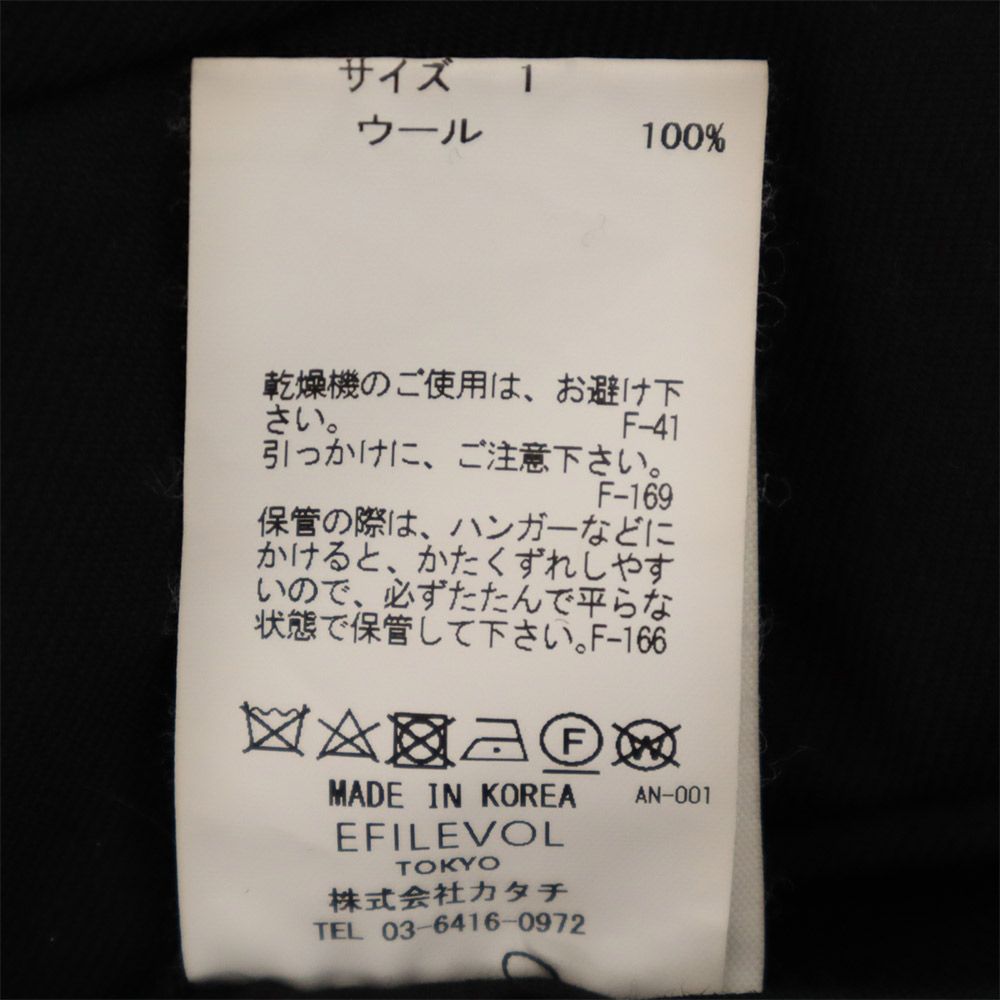 サイズ 1
ウール 100%
乾燥機のご使用は、お避け下
さい。 F-41
引っかけに、ご注意下さい。
F-169
保管の際は、ハンガーなどに
かけると、かたくずれしやす
いので、必ずたたんで平らな
状態で保管して下さい。F-166
F W
MADE IN KOREA AN-001
EFILEVOL
TOKYO
株式会社カタチ
TEL 03-6416-0972